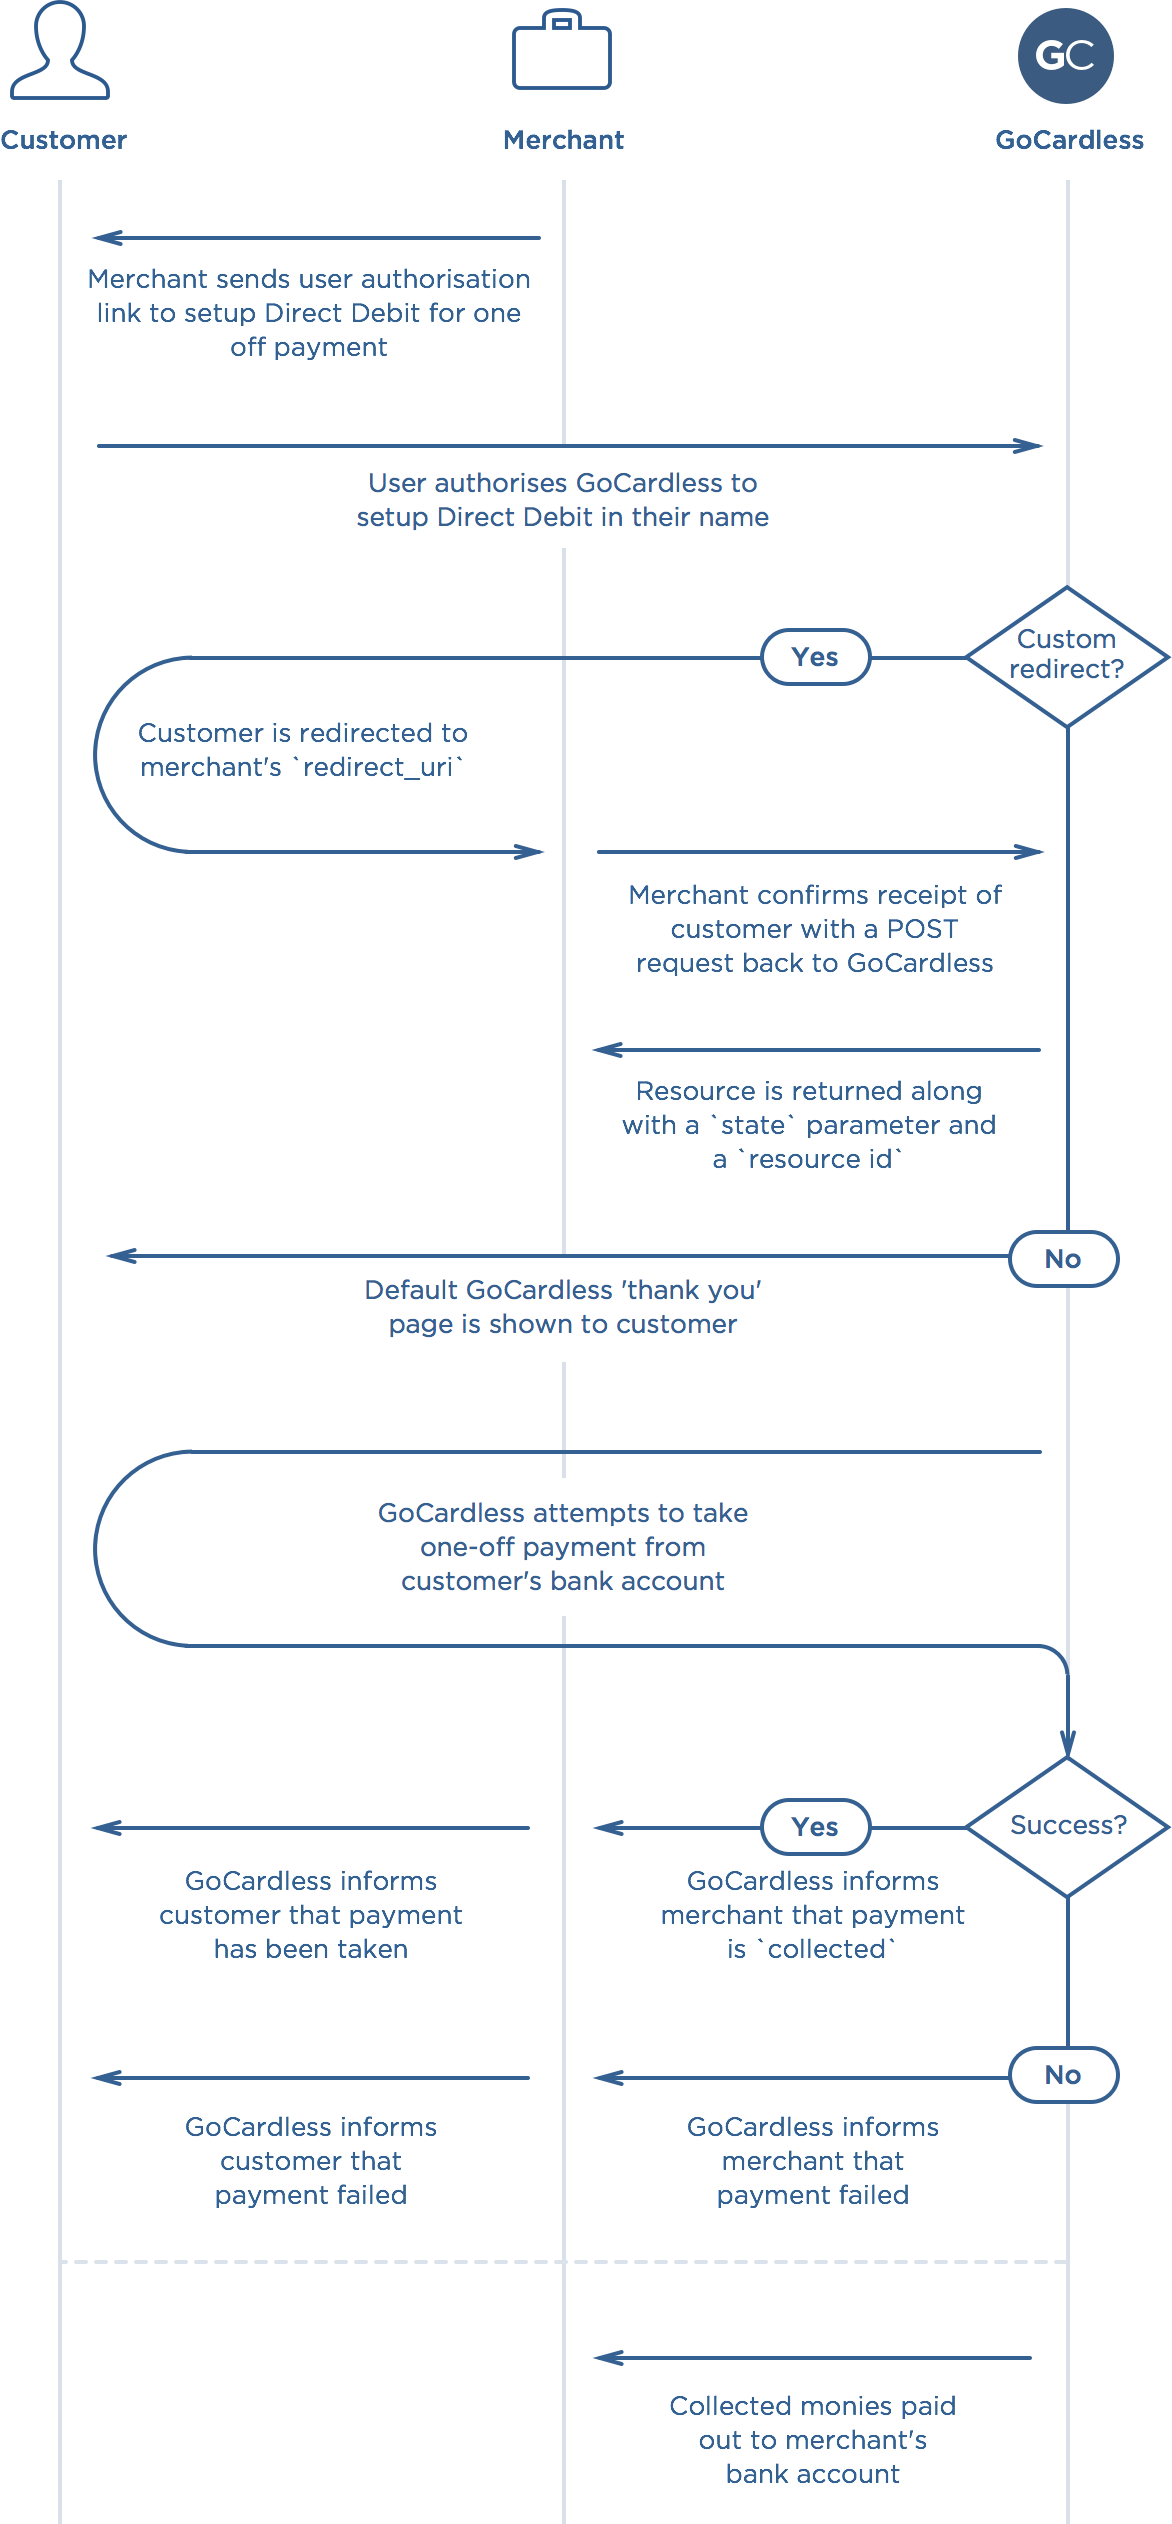 GC
Customer
Merchant
GoCardless
Merchant sends user authorisation
link to setup Direct Debit for one
off payment
User authorises GoCardless to
setup Direct Debit in their name
Custom
redirect?
Yes
Customer is redirected to
merchant's `redirect_uri`
Merchant confirms receipt of
customer with a POST
request back to GoCardless
Resource is returned along
with a `state` parameter and
a `resource id`
No
Default GoCardless 'thank you'
page is shown to customer
GoCardless attempts to take
one-off payment from
customer's bank account
Success?
Yes
GoCardless informs
merchant that payment
is `collected`
GoCardless informs
customer that payment
has been taken
No
GoCardless informs
merchant that
payment failed
GoCardless informs
customer that
payment failed
Collected monies paid
out to merchant's
bank account